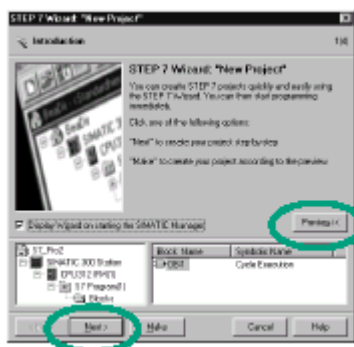 STEP 7 Wizard: "New Project"
Introduction
1(4)
STEP 7 Wizard: "New Project"
You can create STEP 7 projects quickly and easily using
the STEP 7 Wizard. You can then start programming
immediately.
Click one of the following options:
"Next" to create your project step by step
"Make" to create your project according to the preview.
Display Wizard on starting the SIMATIC Manager
Preview<<
S7_Pro2
SIMATIC 300 Station
CPU312 IFM(1)
S7 Program(1)
Blocks
Block Name Symbolic Name
OB1 Cycle Execution
Next > Make Cancel Help